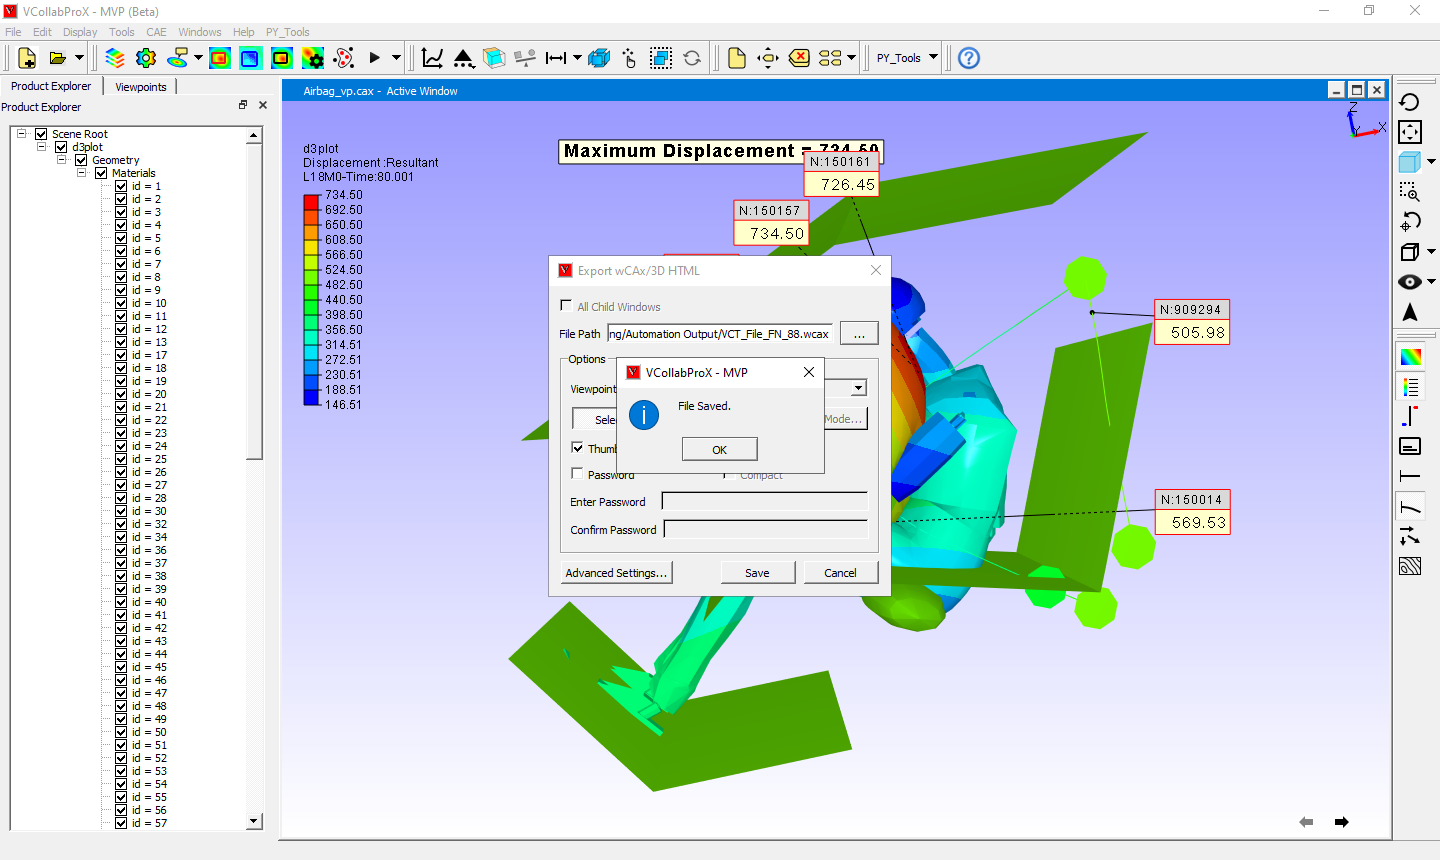 VCollabProX - MVP (Beta)
File Edit Display Tools CAE Windows Help PY_Tools
PY_Tools
Product Explorer Viewpoints
Product Explorer
Scene Root
d3plot
Geometry
Materials
id = 1
id = 2
id = 3
id = 4
id = 5
id = 6
id = 7
id = 8
id = 9
id = 10
id = 11
id = 12
id = 13
id = 17
id = 18
id = 19
id = 20
id = 21
id = 22
id = 23
id = 24
id = 25
id = 26
id = 27
id = 28
id = 30
id = 32
id = 34
id = 36
id = 37
id = 38
id = 39
id = 40
id = 41
id = 42
id = 43
id = 44
id = 45
id = 46
id = 47
id = 48
id = 49
id = 50
id = 51
id = 52
id = 53
id = 54
id = 55
id = 56
id = 57
Airbag_vp.cax - Active Window
d3plot
Displacement :Resultant
L18M0-Time:80.001
734.50
692.50
650.50
608.50
566.50
524.50
482.50
440.50
398.50
356.50
314.51
272.51
230.51
188.51
146.51
Maximum Displacement = 734.50
N:150161
726.45
N:150157
734.50
N:909294
505.98
N:150014
569.53
Z
Y
X
Export wCAx/3D HTML
All Child Windows
File Path ng/Automation Output/VCT_File_FN_88.wcax ...
Options
Viewpoint
Selec
Mode...
Thumb
Password
Compact
Enter Password
Confirm Password
Advanced Settings... Save Cancel
VCollabProX - MVP
File Saved.
OK